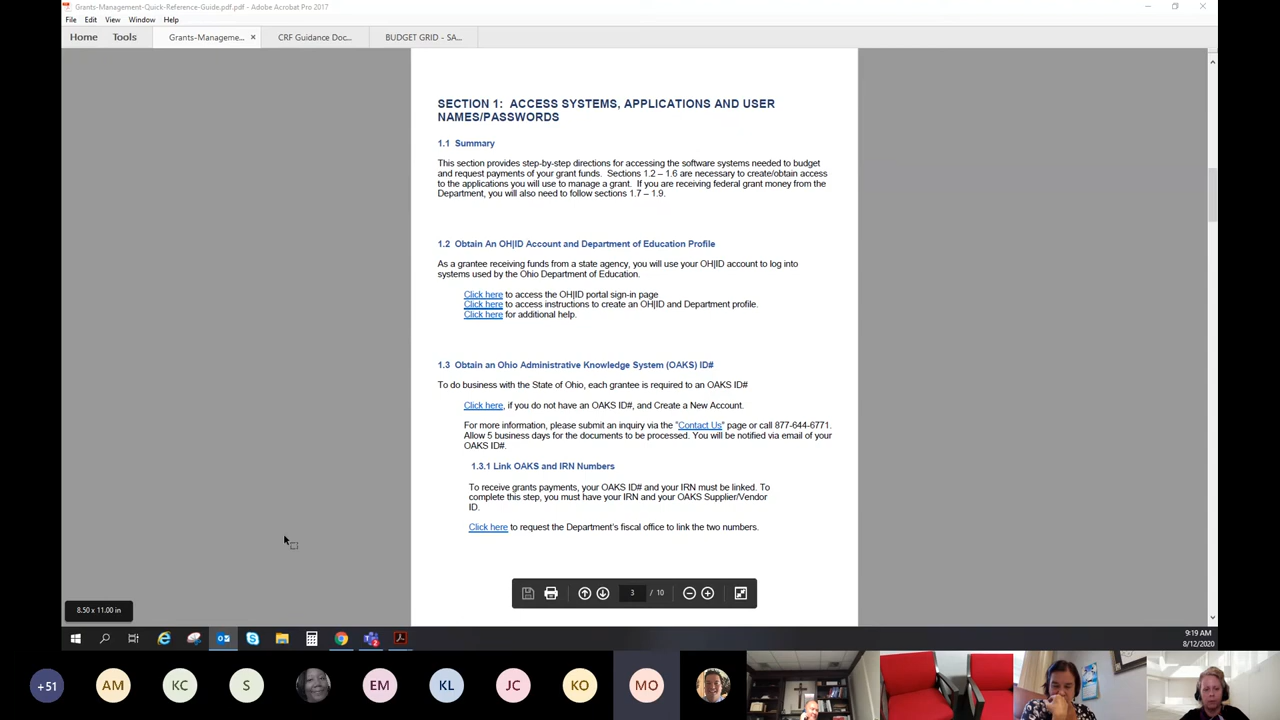 Grants-Management-Quick-Reference-Guide.pdf.pdf - Adobe Acrobat Pro 2017
File Edit View Window Help
Home Tools Grants-Manageme... × CRF Guidance Doc... BUDGET GRID - SA...
SECTION 1: ACCESS SYSTEMS, APPLICATIONS AND USER
NAMES/PASSWORDS
1.1 Summary
This section provides step-by-step directions for accessing the software systems needed to budget
and request payments of your grant funds. Sections 1.2 – 1.6 are necessary to create/obtain access
to the applications you will use to manage a grant. If you are receiving federal grant money from the
Department, you will also need to follow sections 1.7 – 1.9.
1.2 Obtain An OH|ID Account and Department of Education Profile
As a grantee receiving funds from a state agency, you will use your OH|ID account to log into
systems used by the Ohio Department of Education.
Click here to access the OH|ID portal sign-in page
Click here to access instructions to create an OH|ID and Department profile.
Click here for additional help.
1.3 Obtain an Ohio Administrative Knowledge System (OAKS) ID#
To do business with the State of Ohio, each grantee is required to an OAKS ID#
Click here, if you do not have an OAKS ID#, and Create a New Account.
For more information, please submit an inquiry via the "Contact Us" page or call 877-644-6771.
Allow 5 business days for the documents to be processed. You will be notified via email of your
OAKS ID#.
1.3.1 Link OAKS and IRN Numbers
To receive grants payments, your OAKS ID# and your IRN must be linked. To
complete this step, you must have your IRN and your OAKS Supplier/Vendor
ID.
Click here to request the Department's fiscal office to link the two numbers.
3 / 10
8.50 x 11.00 in
9:19 AM
8/12/2020
+51 AM KC S EM KL JC KO MO